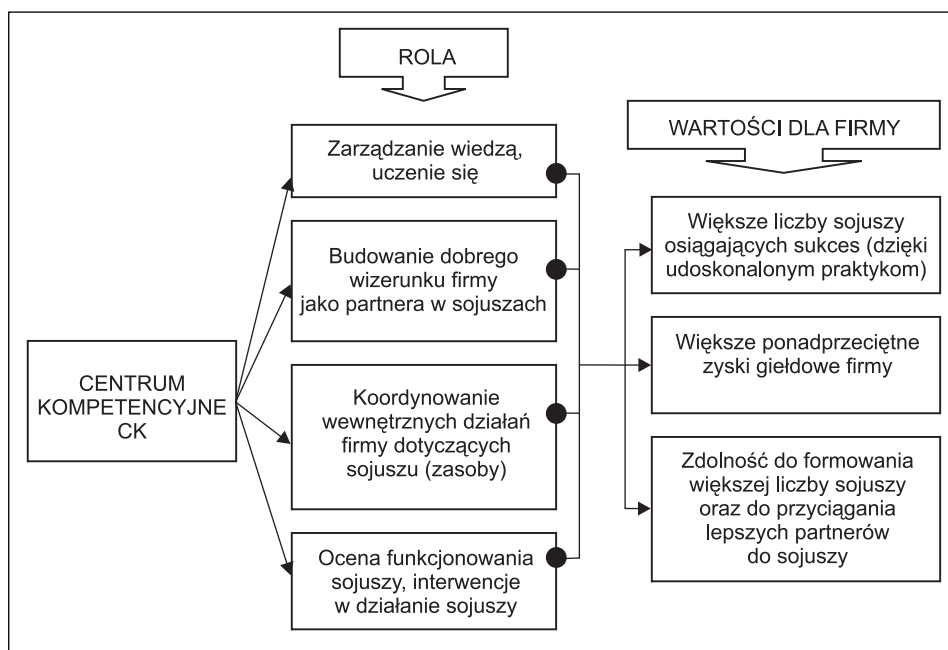 ROLA
Zarządzanie wiedzą,
uczenie się
Budowanie dobrego
wizerunku firmy
jako partnera w sojuszach
CENTRUM
KOMPETENCYJNE
CK
Koordynowanie
wewnętrznych działań
firmy dotyczących
sojuszu (zasoby)
Ocena funkcjonowania
sojuszy, interwencje
w działanie sojuszy
WARTOŚCI DLA FIRMY
Większe liczby sojuszy
osiągających sukces (dzięki
udoskonalonym praktykom)
Większe ponadprzeciętne
zyski giełdowe firmy
Zdolność do formowania
większej liczby sojuszy
oraz do przyciągania
lepszych partnerów
do sojuszy